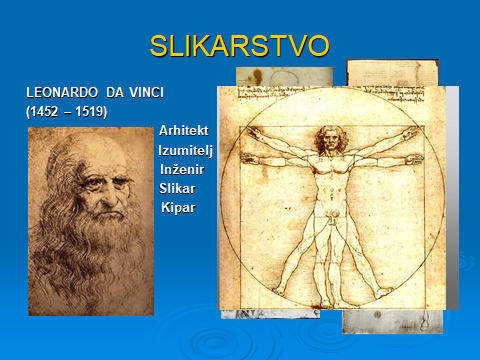 SLIKARSTVO
LEONARDO DA VINCI
(1452 – 1519)
Arhitekt
Izumitelj
Inženir
Slikar
Kipar